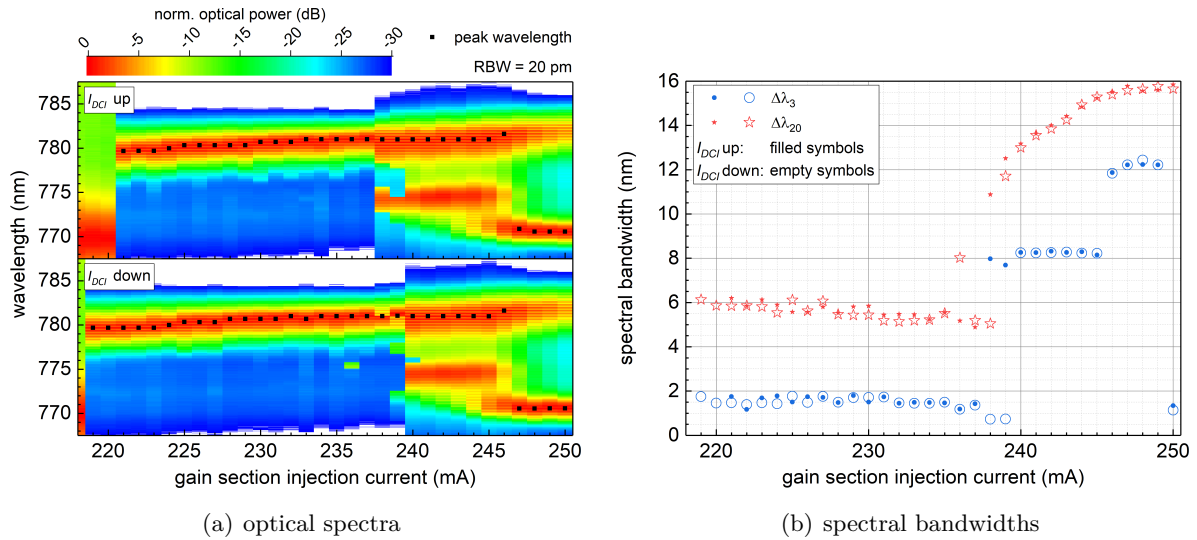 norm. optical power (dB)
0 -5 -10 -15 -20 -25 -30
peak wavelength
RBW = 20 pm
I_DCI up
785
780
775
770
I_DCI down
785
780
775
770
wavelength (nm)
220 225 230 235 240 245 250
gain section injection current (mA)
(a) optical spectra
16
14
12
10
8
6
4
2
0
spectral bandwidth (nm)
Δλ₃
Δλ₂₀
I_DCI up: filled symbols
I_DCI down: empty symbols
220 230 240 250
gain section injection current (mA)
(b) spectral bandwidths